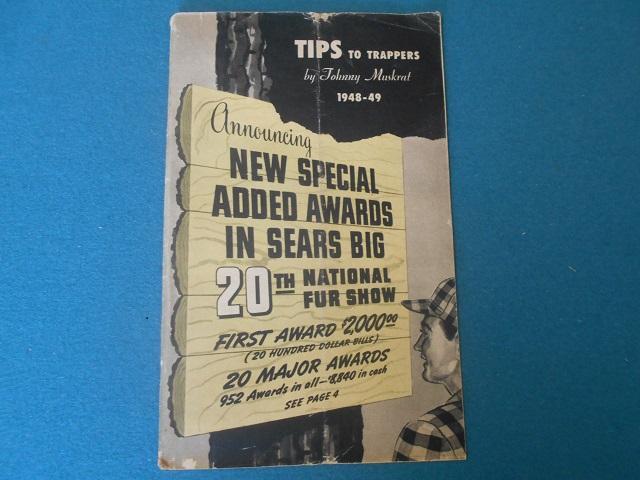 TIPS TO TRAPPERS
by Johnny Muskrat
1948-49
Announcing
NEW SPECIAL
ADDED AWARDS
IN SEARS BIG
20TH NATIONAL
FUR SHOW
FIRST AWARD $2,000.00
(20 HUNDRED DOLLAR BILLS)
20 MAJOR AWARDS
952 Awards in all-$8,840 in cash
SEE PAGE 4